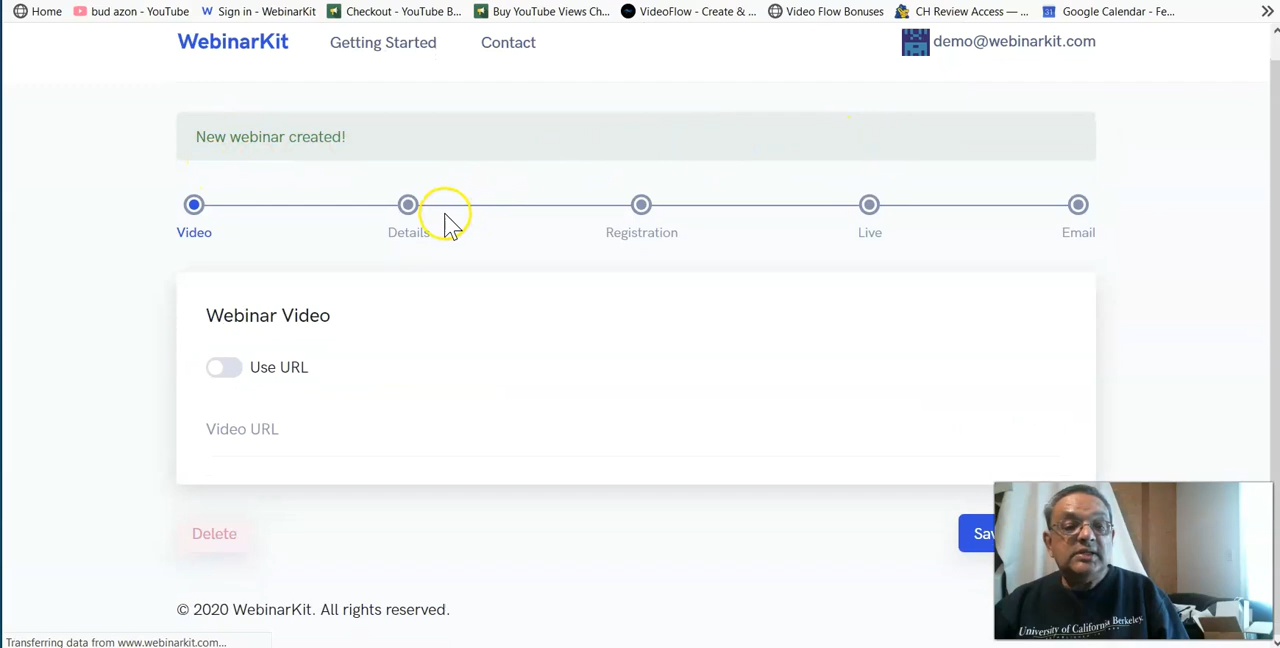 Home bud azon - YouTube Sign in - WebinarKit Checkout - YouTube B... Buy YouTube Views Ch... VideoFlow - Create & ... Video Flow Bonuses CH Review Access — ... Google Calendar - Fe...
WebinarKit Getting Started Contact demo@webinarkit.com
New webinar created!
Video Details Registration Live Email
Webinar Video
Use URL
Video URL
Delete
© 2020 WebinarKit. All rights reserved.
University of California Berkeley.
Transferring data from www.webinarkit.com...